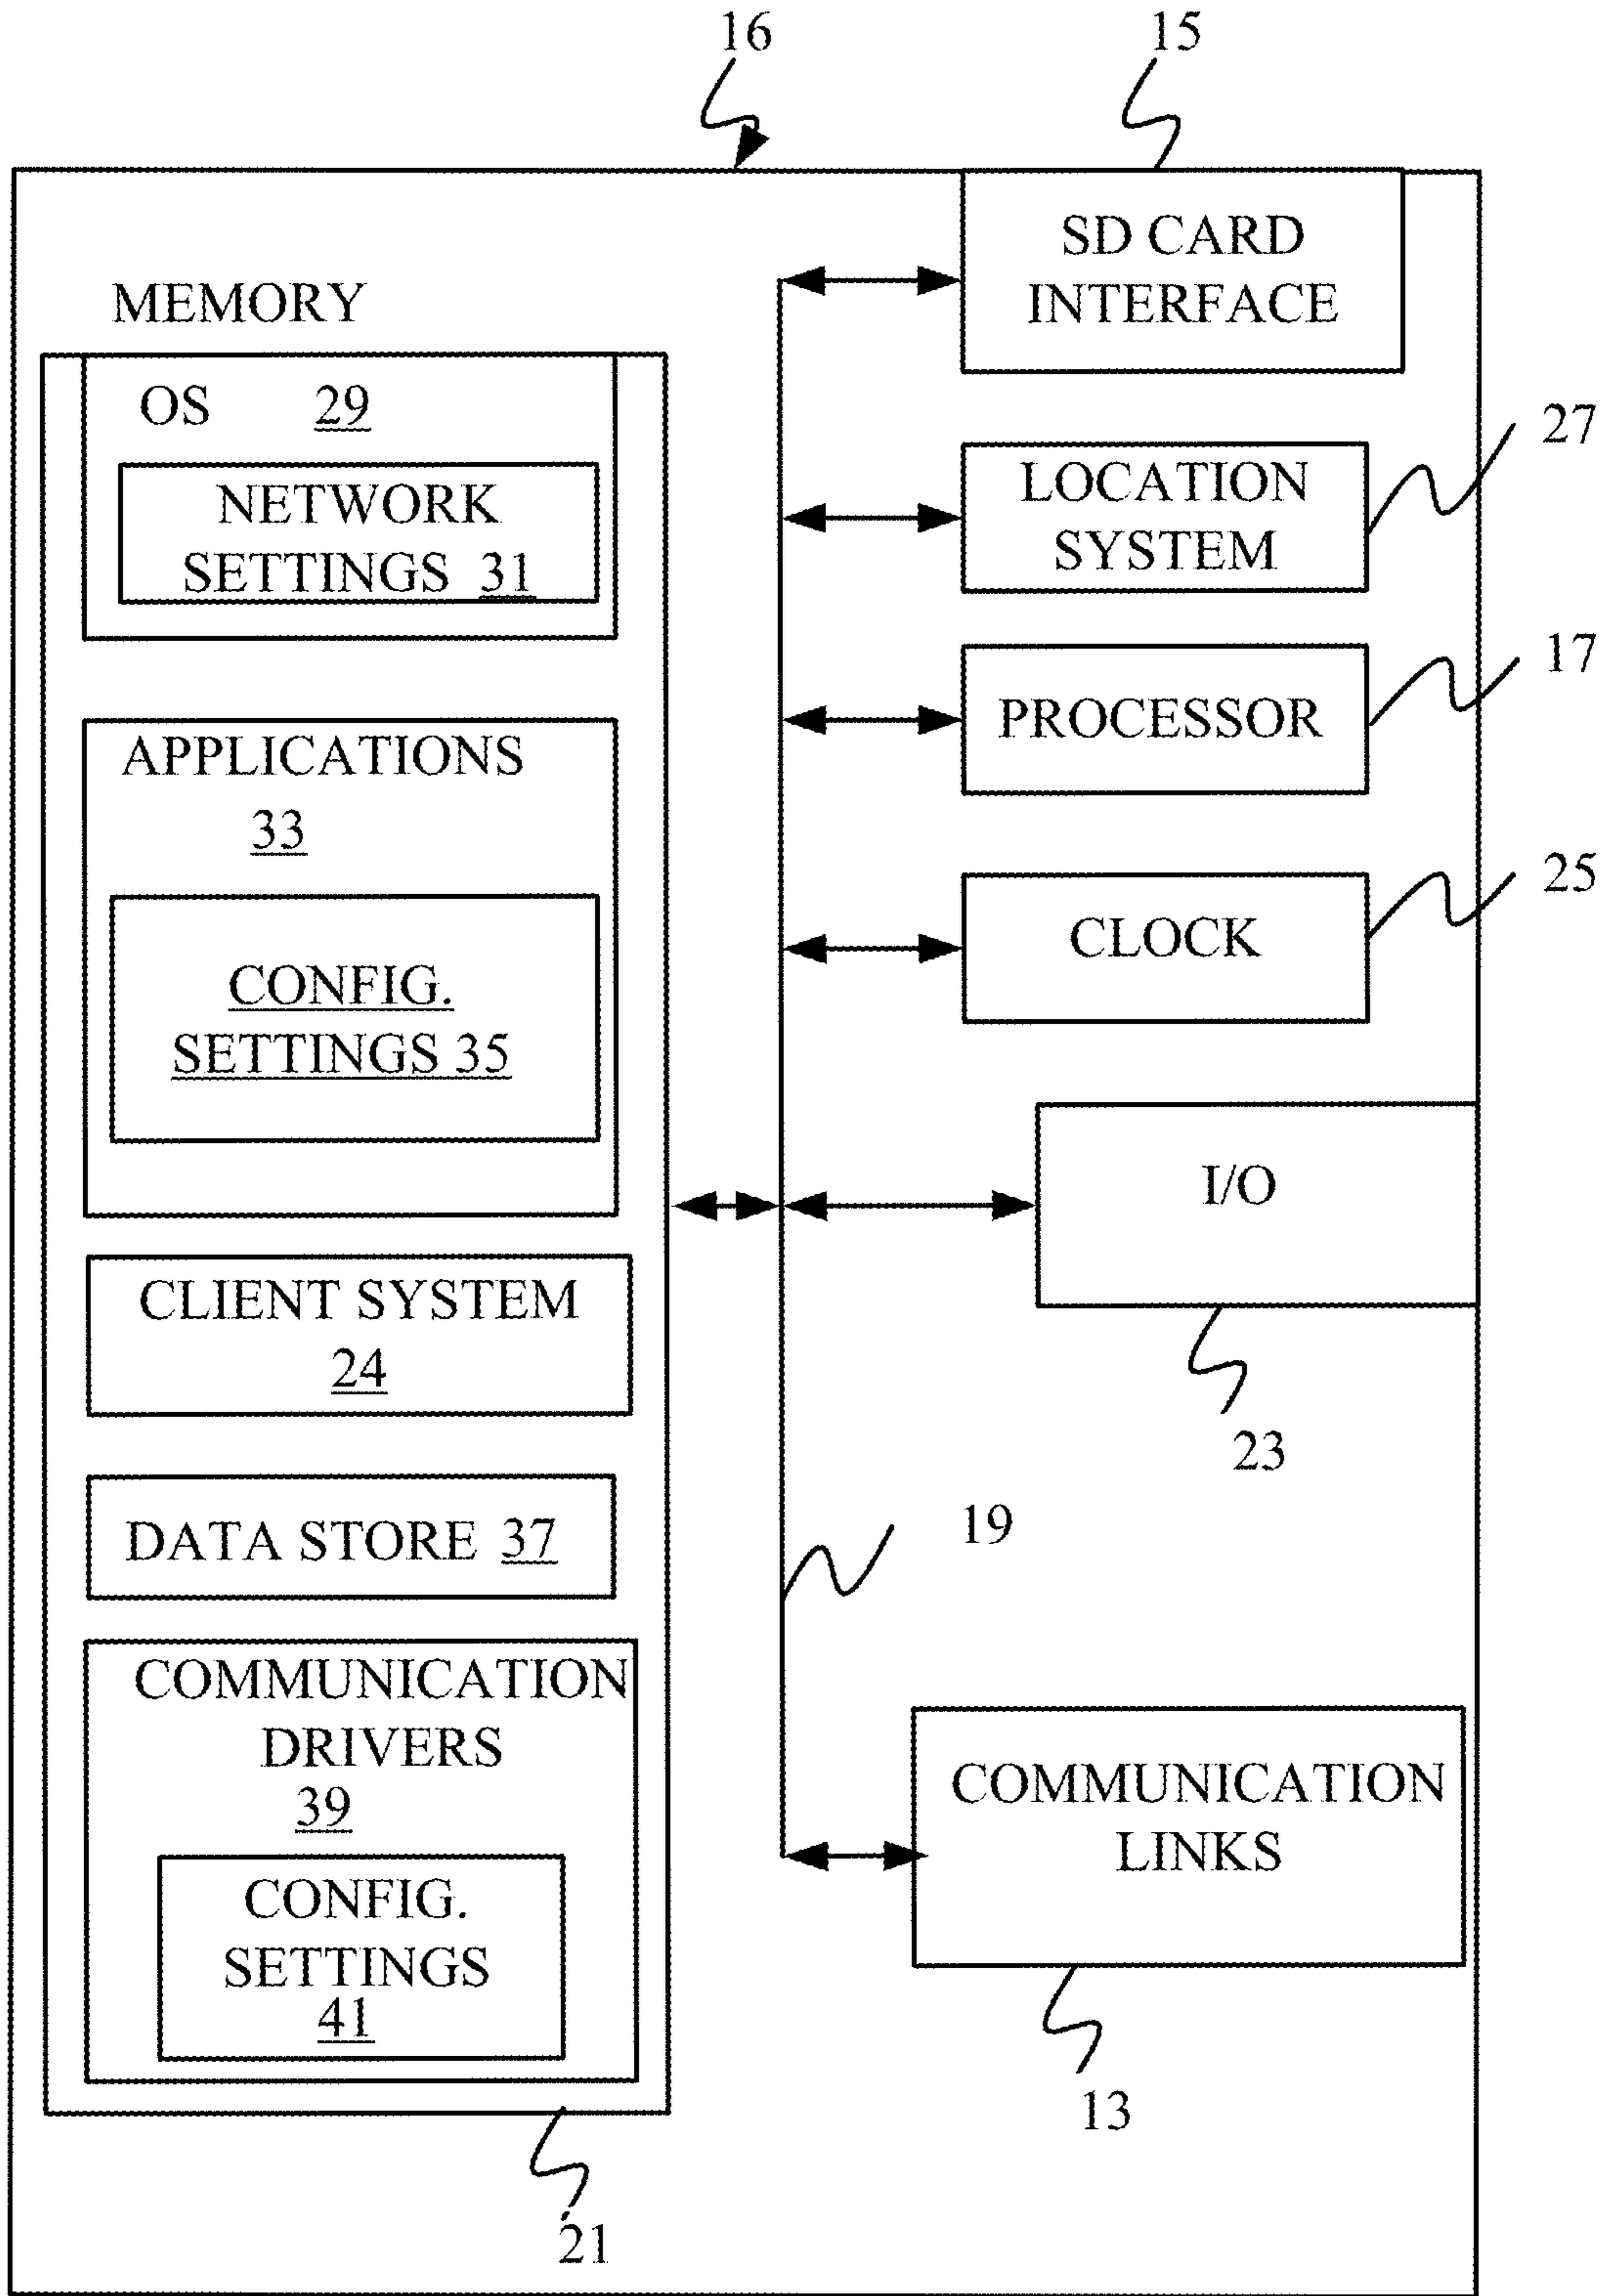 16
15
SD CARD
INTERFACE
MEMORY
OS 29
NETWORK
SETTINGS 31
27
LOCATION
SYSTEM
17
PROCESSOR
APPLICATIONS
33
25
CLOCK
CONFIG.
SETTINGS 35
I/O
23
CLIENT SYSTEM
24
DATA STORE 37
19
COMMUNICATION
DRIVERS
39
CONFIG.
SETTINGS
41
COMMUNICATION
LINKS
13
21